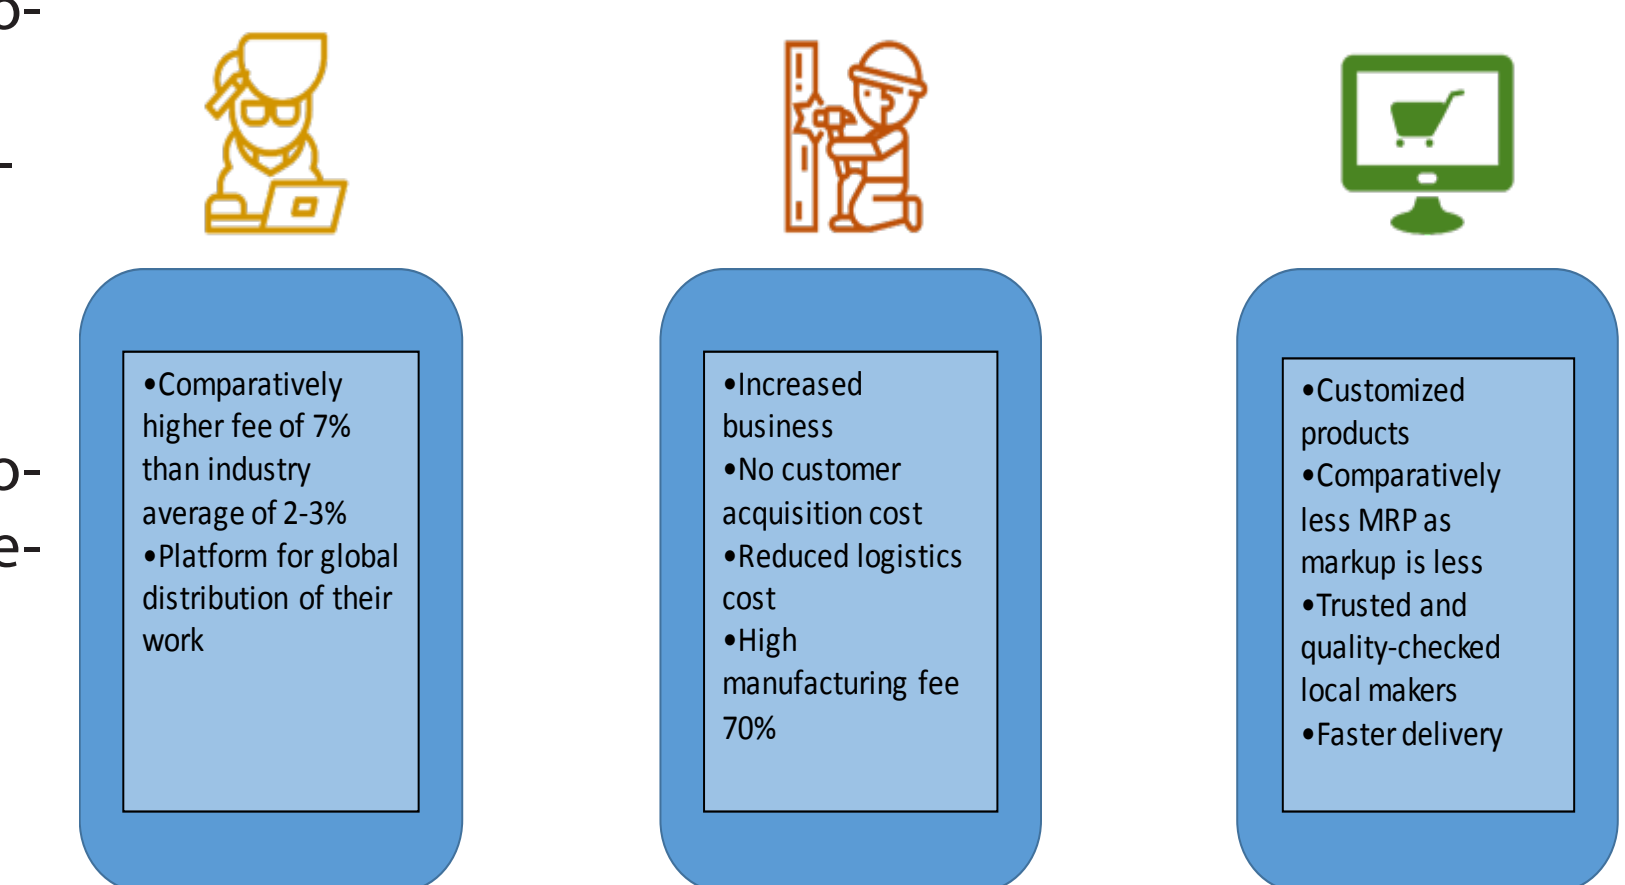 •Comparatively
higher fee of 7%
than industry
average of 2-3%
•Platform for global
distribution of their
work
•Increased
business
•No customer
acquisition cost
•Reduced logistics
cost
•High
manufacturing fee
70%
•Customized
products
•Comparatively
less MRP as
markup is less
•Trusted and
quality-checked
local makers
•Faster delivery